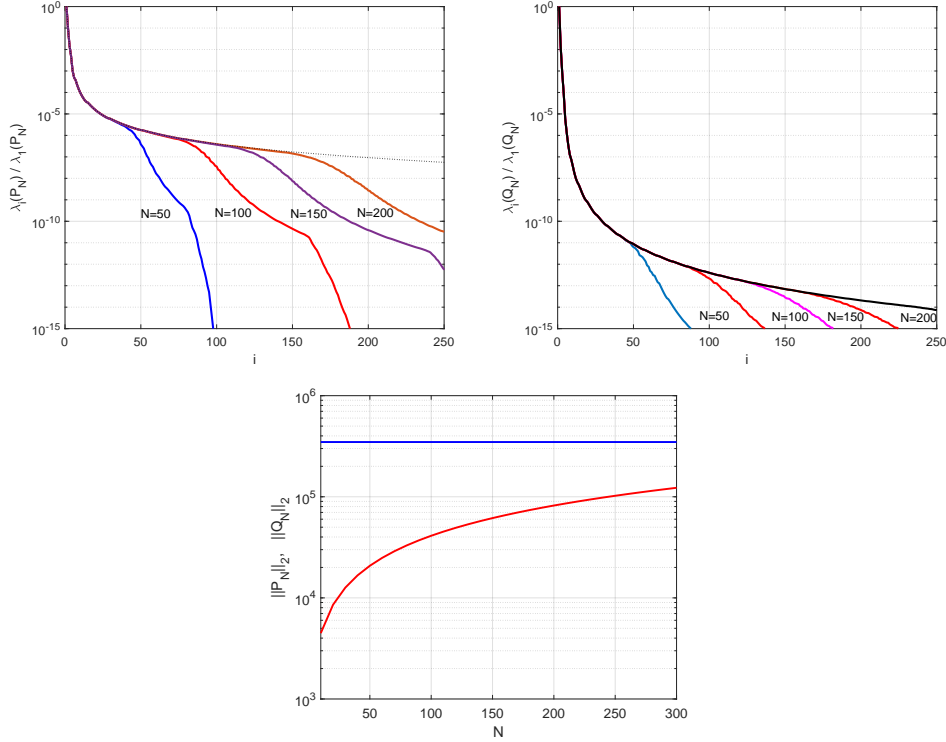 10^0
10^-5
10^-10
10^-15
λ_i(P_N) / λ_1(P_N)
N=50
N=100
N=150
N=200
0 50 100 150 200 250
i
10^0
10^-5
10^-10
10^-15
λ_i(Q_N) / λ_1(Q_N)
N=50
N=100
N=150
N=200
0 50 100 150 200 250
i
10^6
10^5
10^4
10^3
||P_N||_2, ||Q_N||_2
50 100 150 200 250 300
N